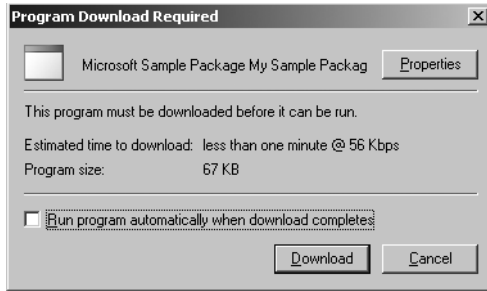 Program Download Required
Microsoft Sample Package My Sample Packag
Properties
This program must be downloaded before it can be run.
Estimated time to download: less than one minute @ 56 Kbps
Program size: 67 KB
Run program automatically when download completes
Download Cancel